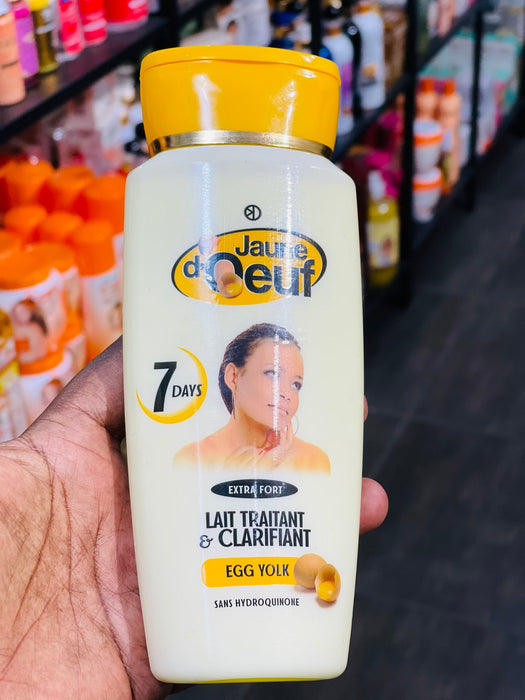 Jaune
d'Oeuf
7 DAYS
EXTRA FORT
LAIT TRAITANT
& CLARIFIANT
EGG YOLK
SANS HYDROQUINONE